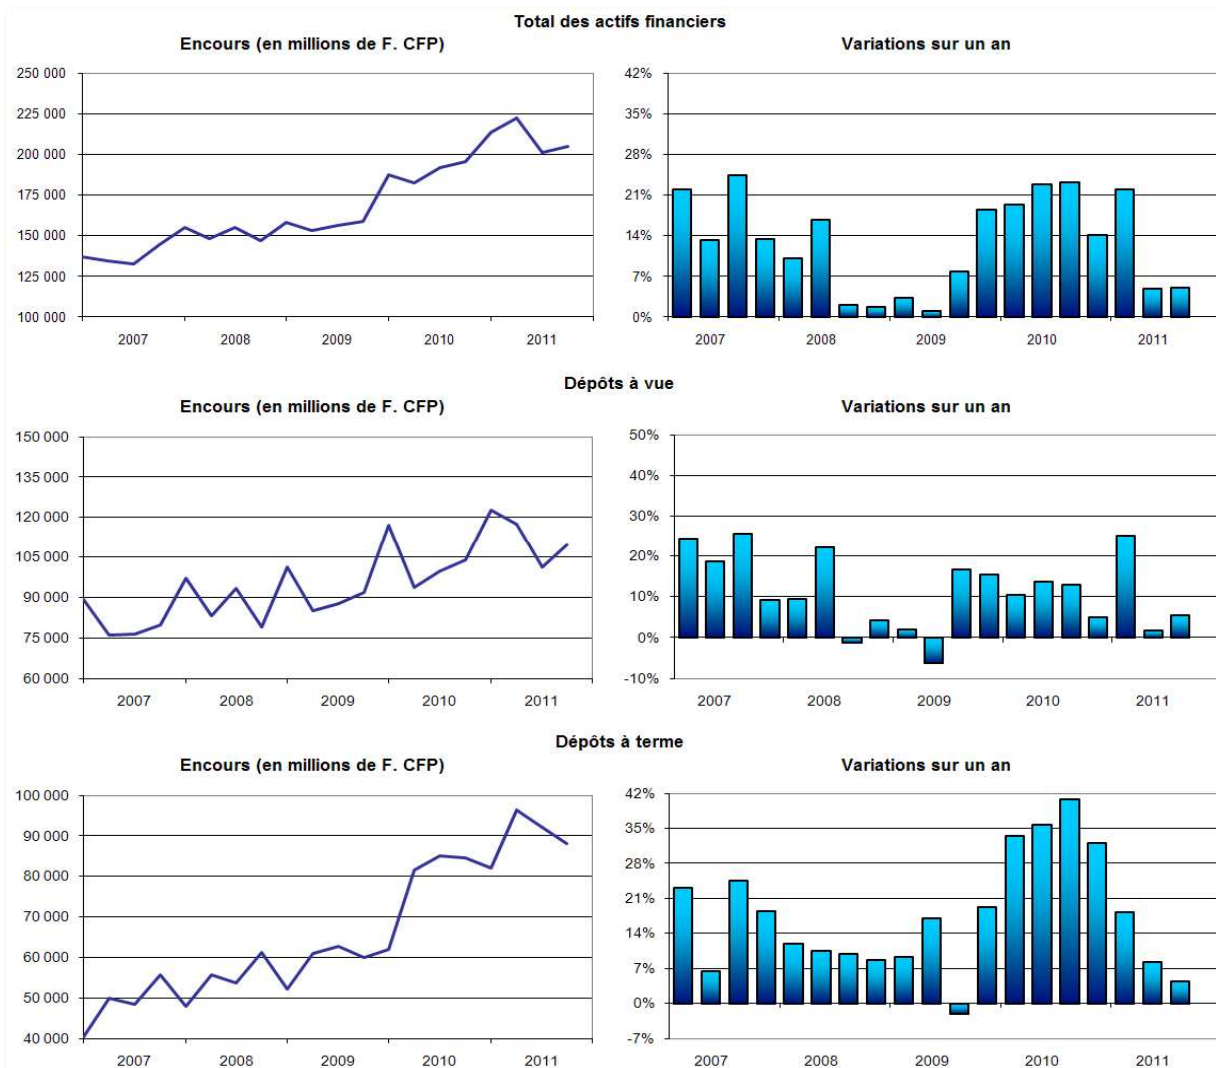 Total des actifs financiers
Encours (en millions de F. CFP)
Variations sur un an
250 000
225 000
200 000
175 000
150 000
125 000
100 000
2007 2008 2009 2010 2011
42%
35%
28%
21%
14%
7%
0%
2007 2008 2009 2010 2011
Dépôts à vue
Encours (en millions de F. CFP)
Variations sur un an
150 000
135 000
120 000
105 000
90 000
75 000
60 000
2007 2008 2009 2010 2011
50%
40%
30%
20%
10%
0%
-10%
2007 2008 2009 2010 2011
Dépôts à terme
Encours (en millions de F. CFP)
Variations sur un an
100 000
90 000
80 000
70 000
60 000
50 000
40 000
2007 2008 2009 2010 2011
42%
35%
28%
21%
14%
7%
0%
-7%
2007 2008 2009 2010 2011